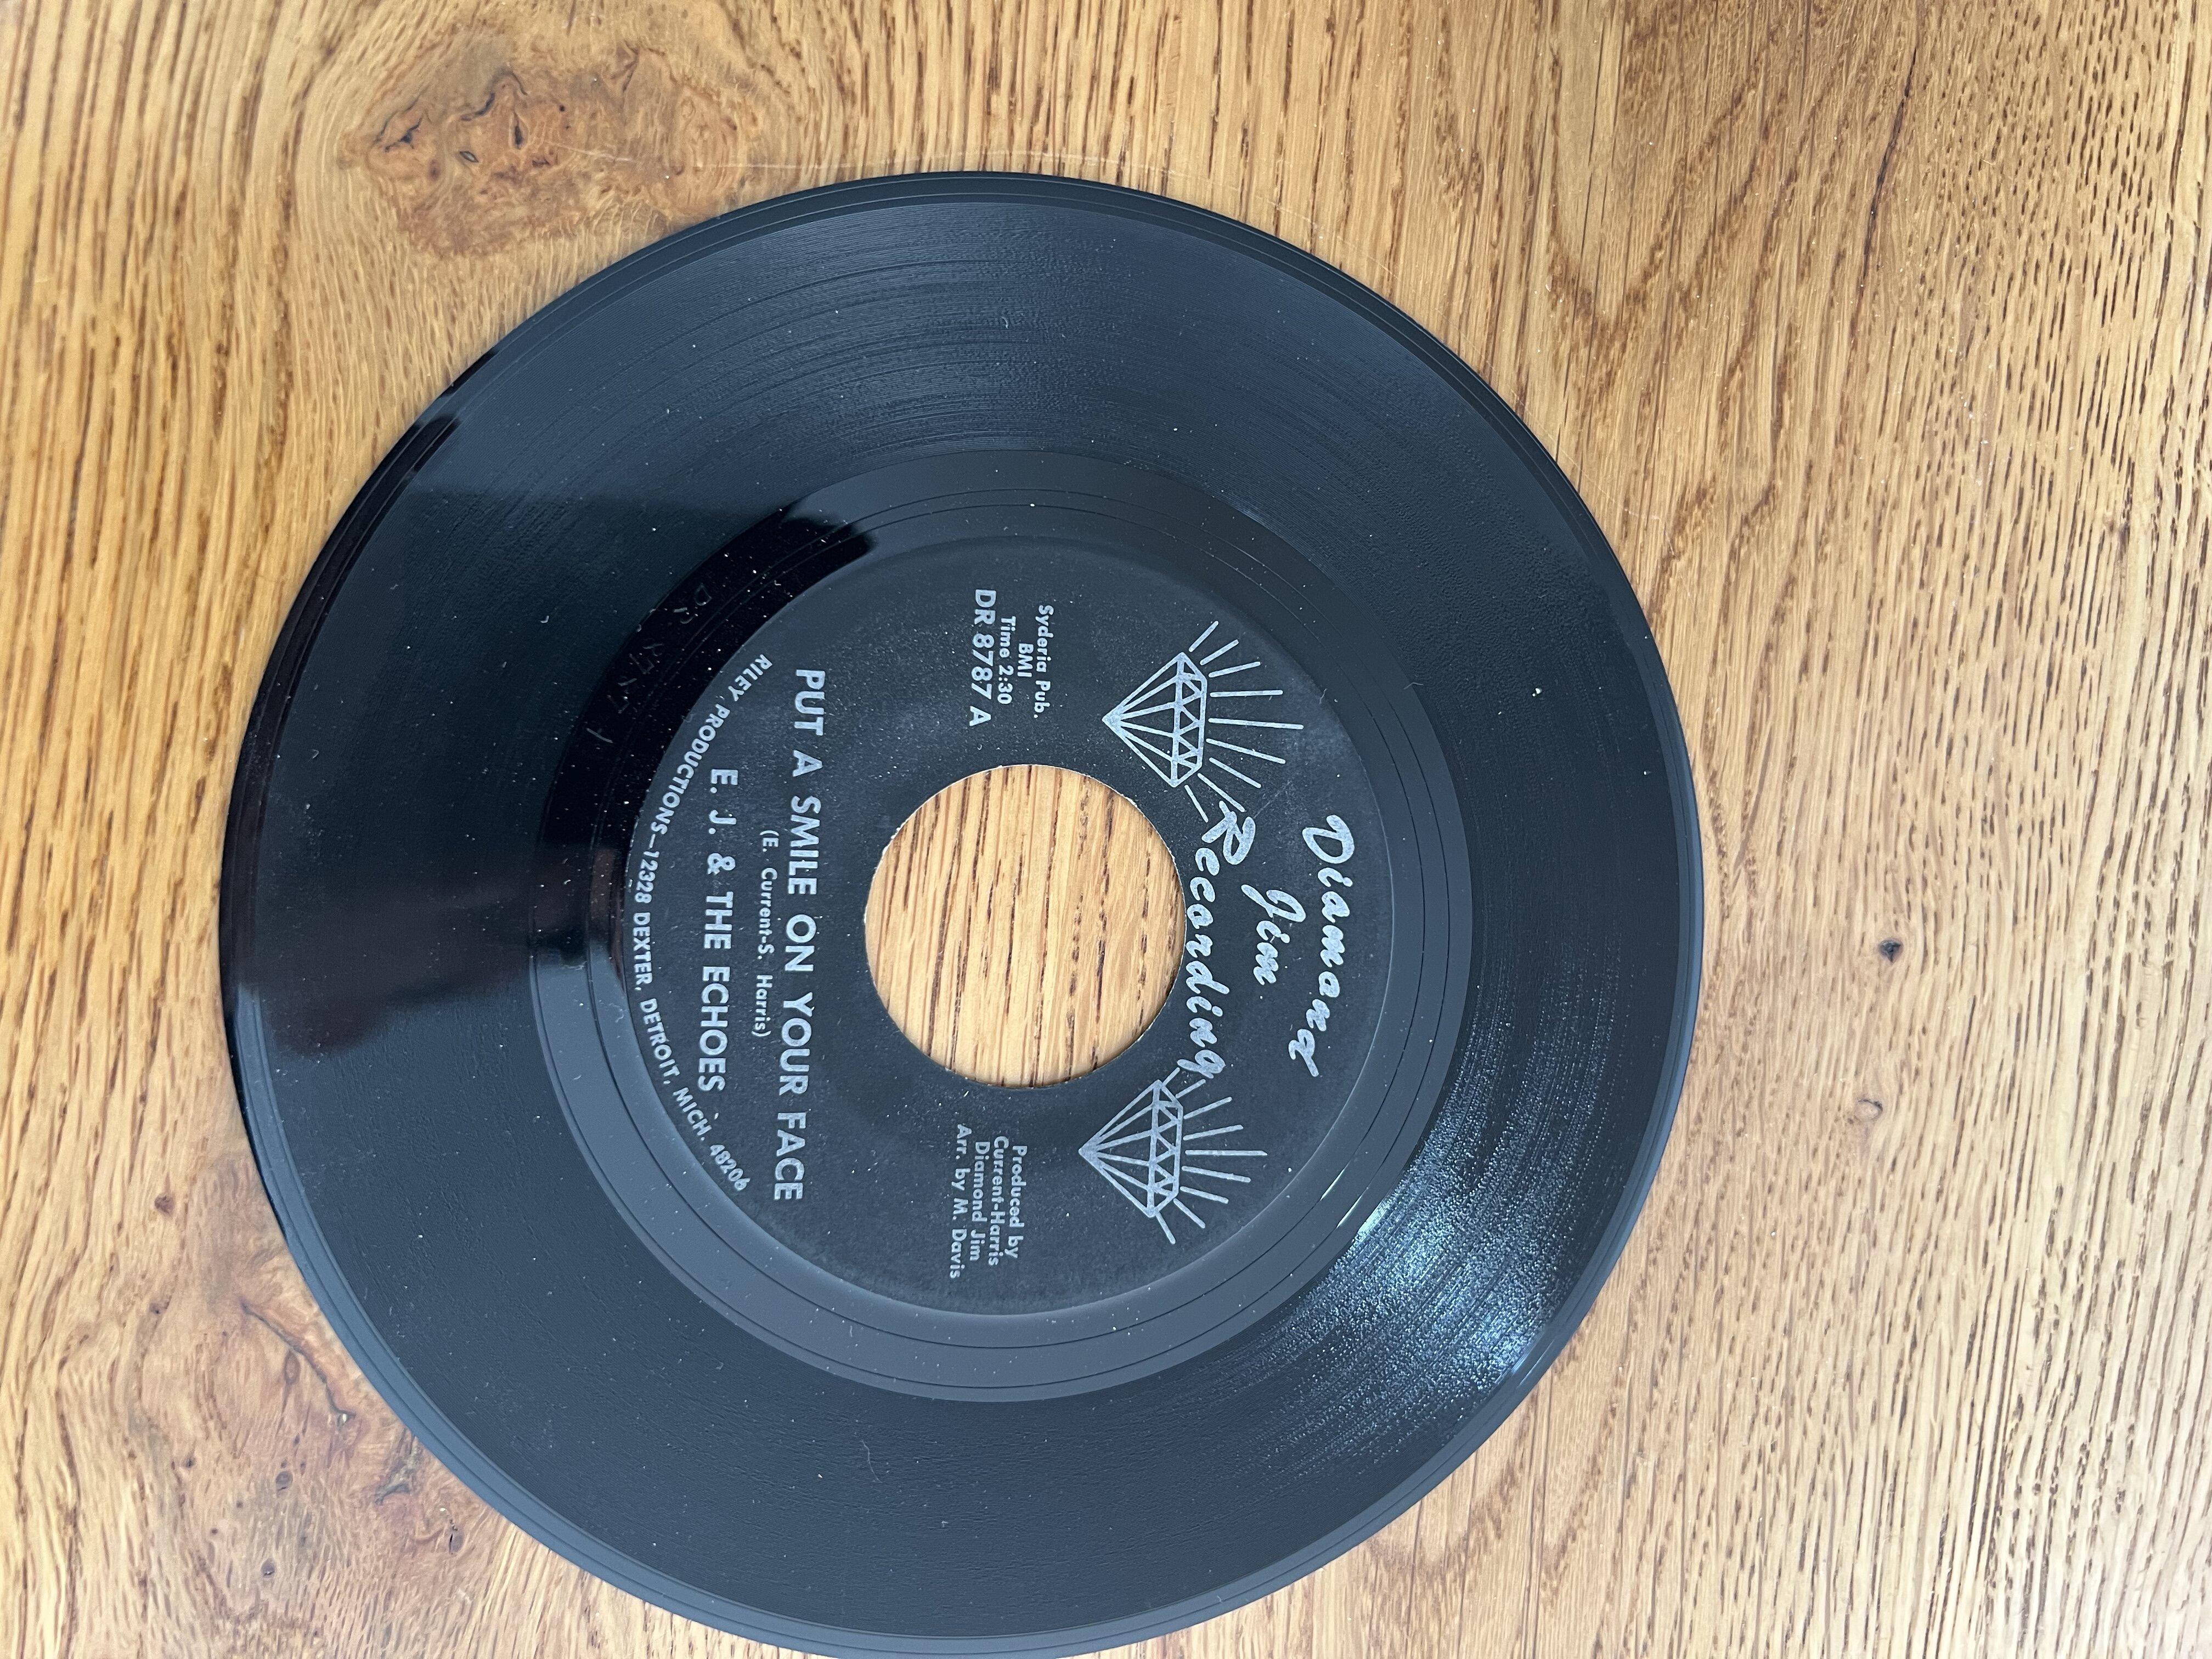 Diamond
Jim
Recording
Syderia Pub.
BMI
Time 2:30
DR 8787 A
Produced by
Current-Harris
Diamond Jim
Arr. by M. Davis
PUT A SMILE ON YOUR FACE
(E. Current-S. Harris)
E. J. & THE ECHOES
RILEY PRODUCTIONS—12328 DEXTER, DETROIT, MICH. 48206